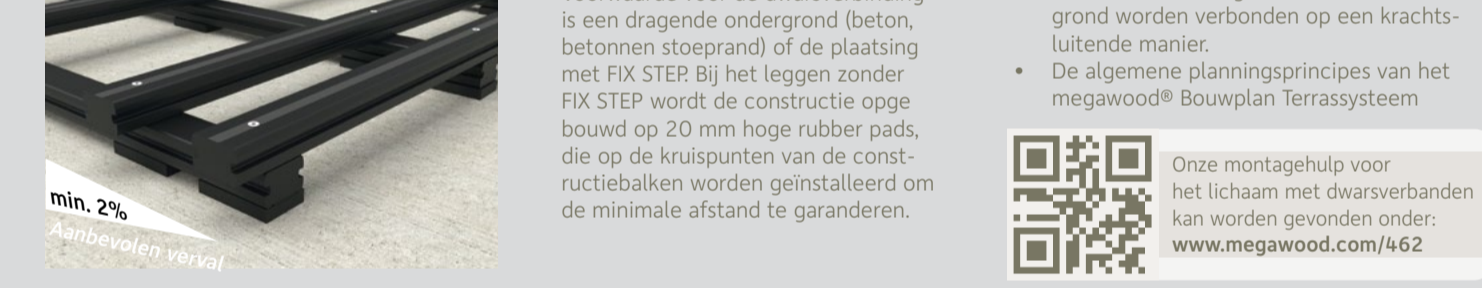 min. 2%
Aanbevolen verval
is een dragende ondergrond (beton,
betonnen stoeprand) of de plaatsing
met FIX STEP. Bij het leggen zonder
FIX STEP wordt de constructie opge
bouwd op 20 mm hoge rubber pads,
die op de kruispunten van de const-
ructiebalken worden geïnstalleerd om
de minimale afstand te garanderen.
grond worden verbonden op een krachts-
luitende manier.
• De algemene planningsprincipes van het
megawood® Bouwplan Terrassysteem
Onze montagehulp voor
het lichaam met dwarsverbanden
kan worden gevonden onder:
www.megawood.com/462